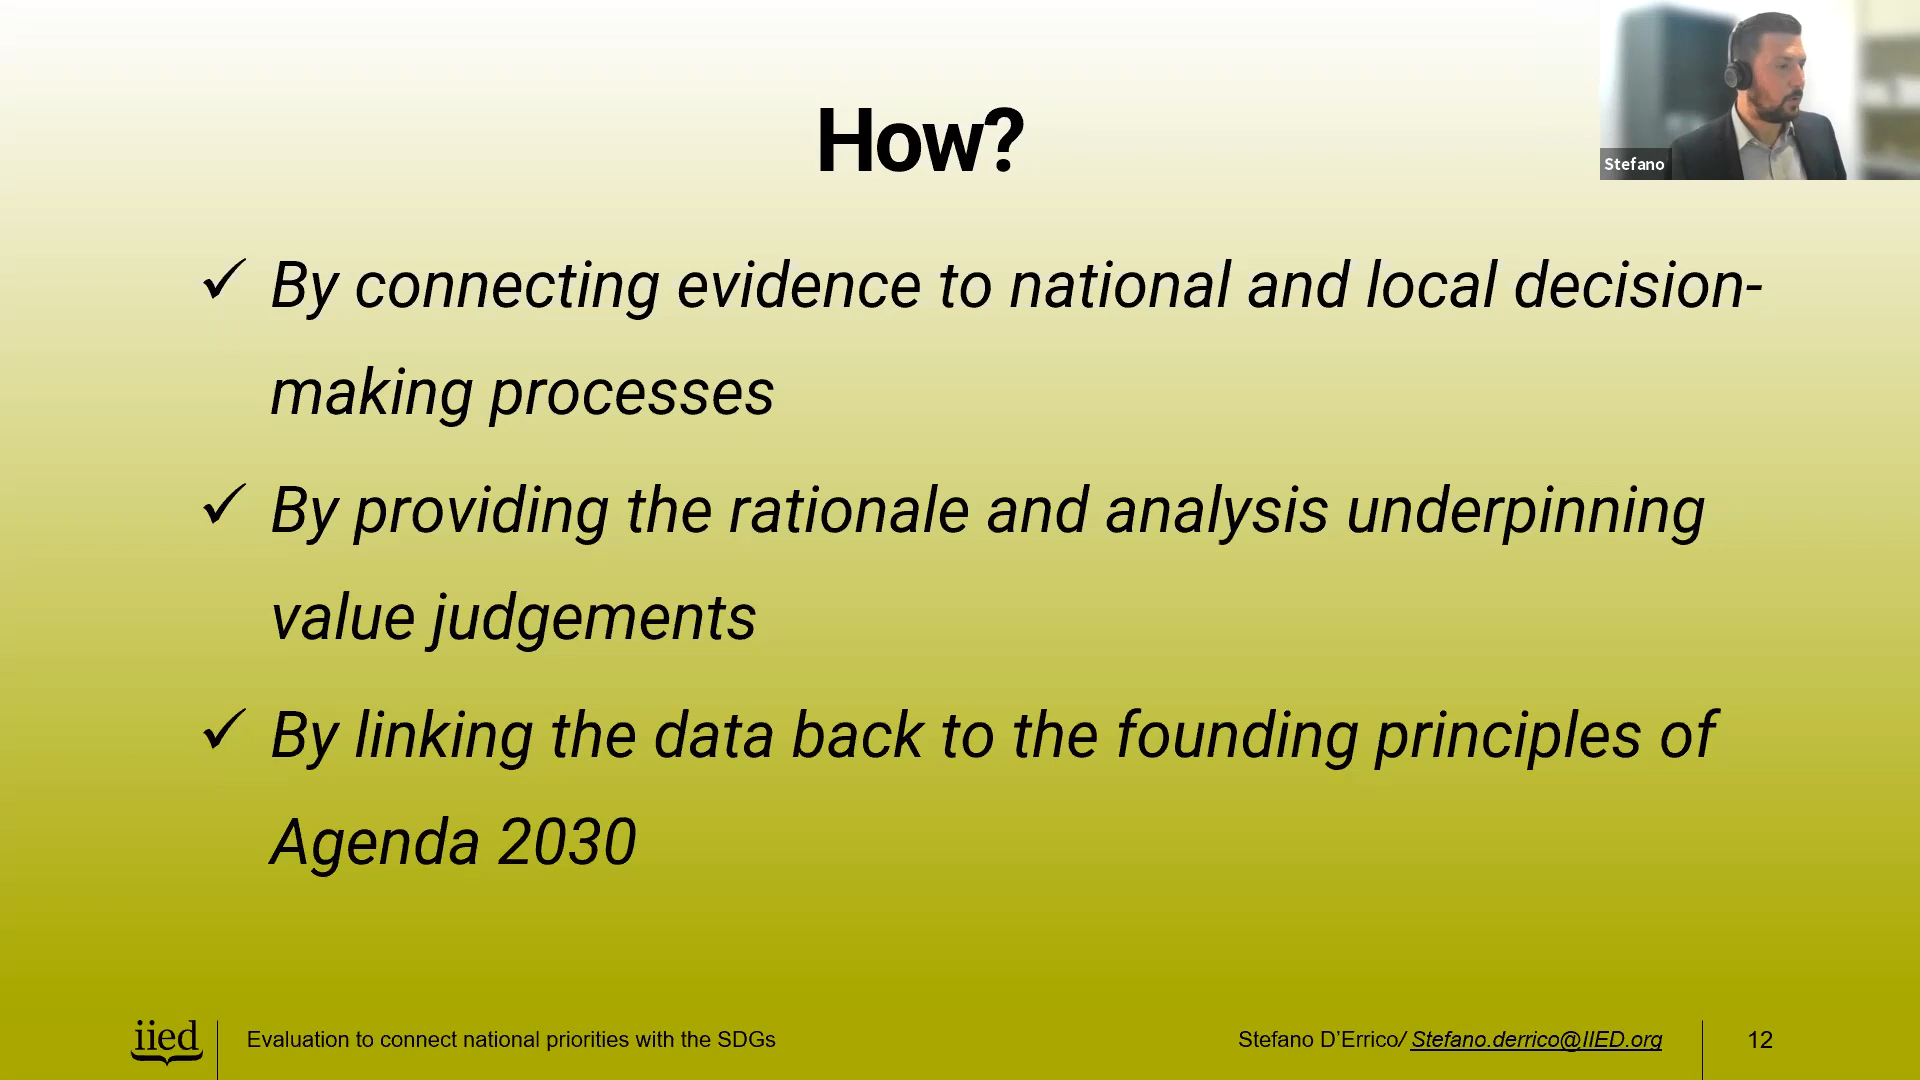 How?
Stefano
✓ By connecting evidence to national and local decision-
making processes
✓ By providing the rationale and analysis underpinning
value judgements
✓ By linking the data back to the founding principles of
Agenda 2030
iied
Evaluation to connect national priorities with the SDGs
Stefano D’Errico/ Stefano.derrico@IIED.org
12